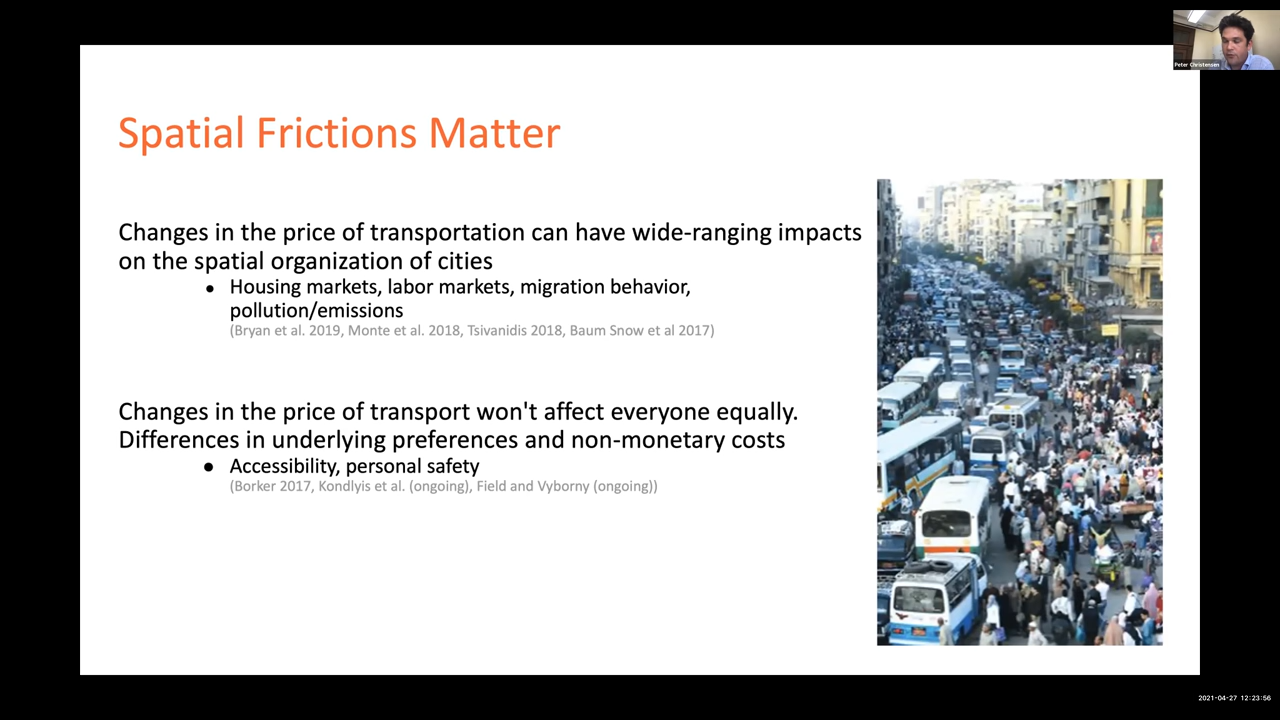 Peter Christensen
Spatial Frictions Matter
Changes in the price of transportation can have wide-ranging impacts
on the spatial organization of cities
● Housing markets, labor markets, migration behavior,
pollution/emissions
(Bryan et al. 2019, Monte et al. 2018, Tsivanidis 2018, Baum Snow et al 2017)
Changes in the price of transport won't affect everyone equally.
Differences in underlying preferences and non-monetary costs
● Accessibility, personal safety
(Borker 2017, Kondlyis et al. (ongoing), Field and Vyborny (ongoing))
2021-04-27 12:23:56